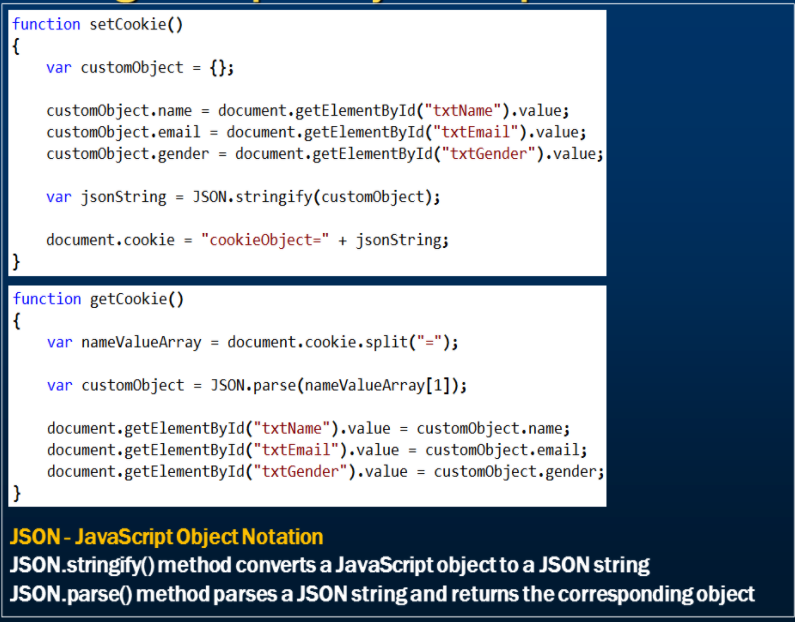 function setCookie()
{
    var customObject = {};

    customObject.name = document.getElementById("txtName").value;
    customObject.email = document.getElementById("txtEmail").value;
    customObject.gender = document.getElementById("txtGender").value;

    var jsonString = JSON.stringify(customObject);

    document.cookie = "cookieObject=" + jsonString;
}
function getCookie()
{
    var nameValueArray = document.cookie.split("=");

    var customObject = JSON.parse(nameValueArray[1]);

    document.getElementById("txtName").value = customObject.name;
    document.getElementById("txtEmail").value = customObject.email;
    document.getElementById("txtGender").value = customObject.gender;
}
JSON - JavaScript Object Notation
JSON.stringify() method converts a JavaScript object to a JSON string
JSON.parse() method parses a JSON string and returns the corresponding object